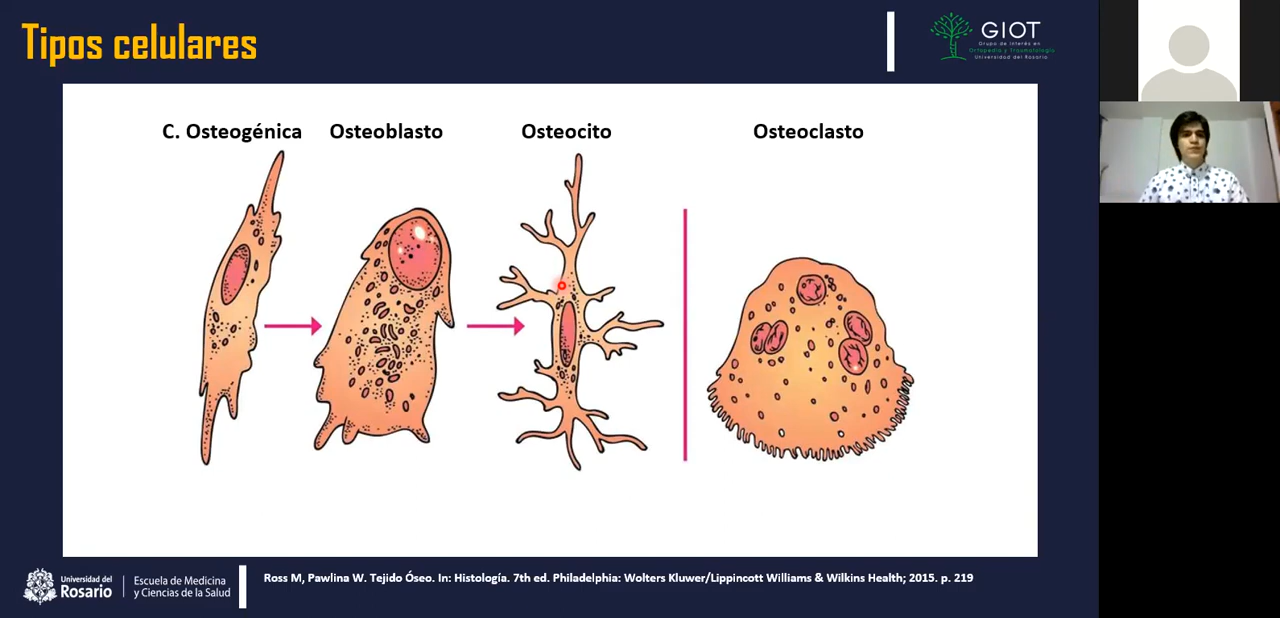 Tipos celulares
GIOT
Grupo de Interés en
Ortopedia y Traumatología
Universidad del Rosario
C. Osteogénica
Osteoblasto
Osteocito
Osteoclasto
Universidad del
Rosario
Escuela de Medicina
y Ciencias de la Salud
Ross M, Pawlina W. Tejido Óseo. In: Histología. 7th ed. Philadelphia: Wolters Kluwer/Lippincott Williams & Wilkins Health; 2015. p. 219